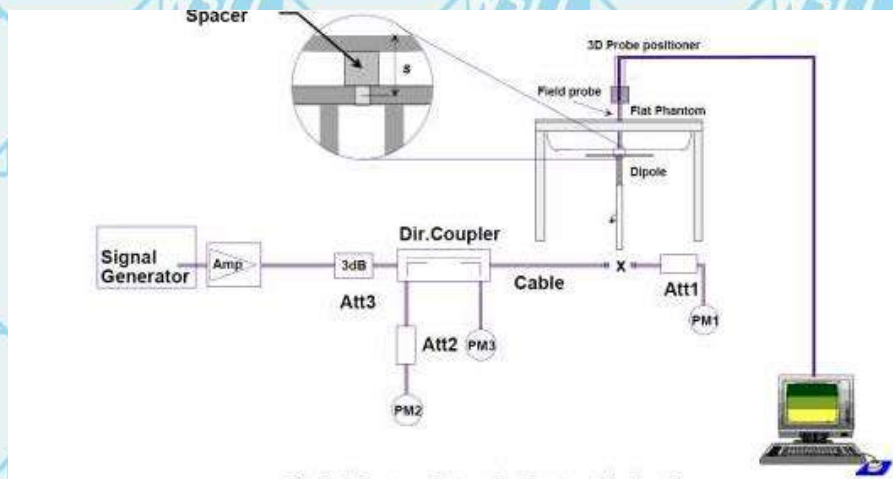 Spacer
s
3D Probe positioner
Field probe
Flat Phantom
Dipole
Signal
Generator
Amp
3dB
Att3
Dir.Coupler
Cable
x
Att1
PM1
Att2
PM3
PM2